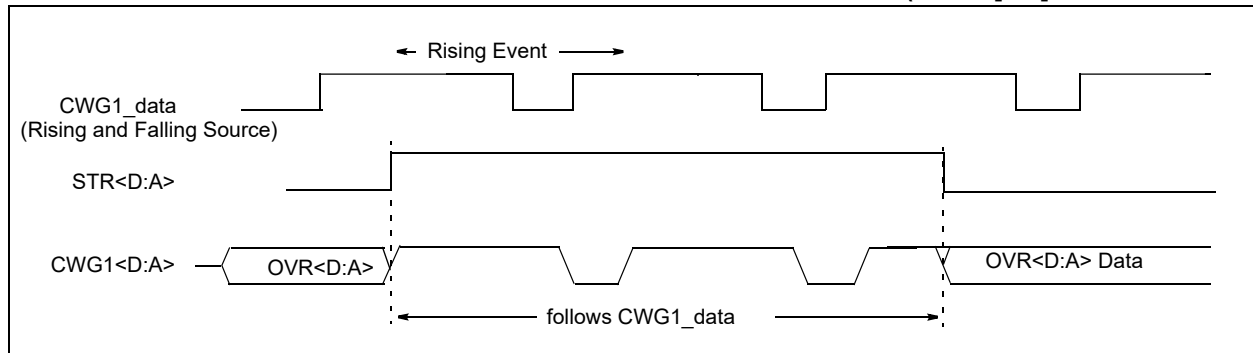 Rising Event
CWG1_data
(Rising and Falling Source)
STR<D:A>
CWG1<D:A>
OVR<D:A>
OVR<D:A> Data
follows CWG1_data